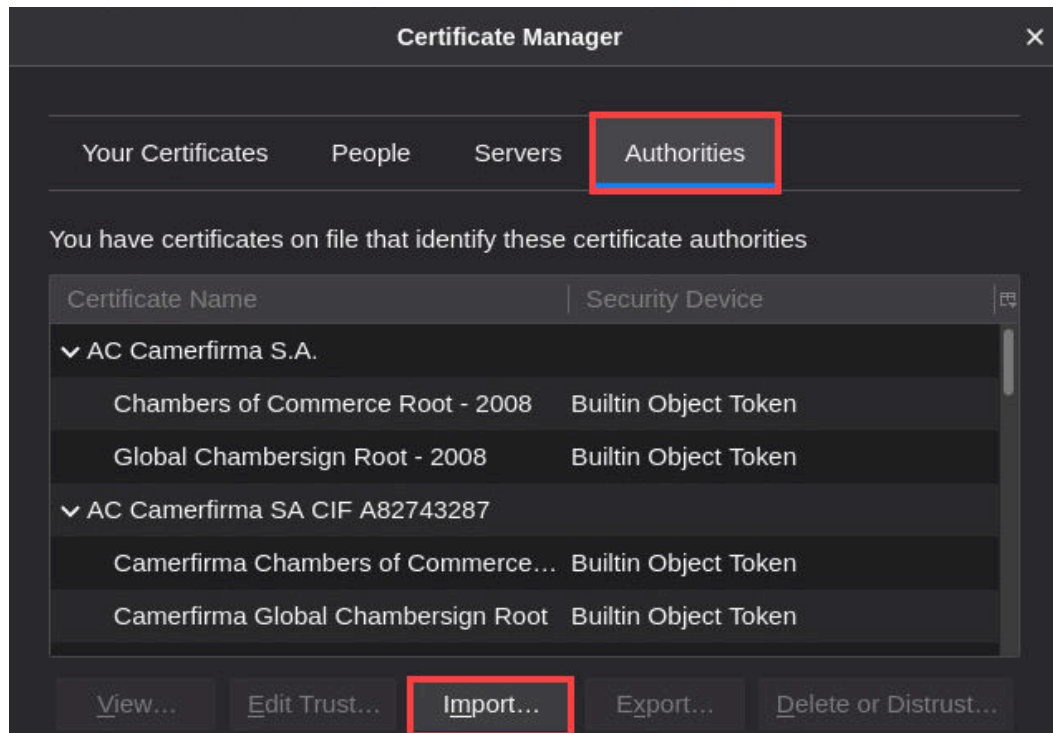 Certificate Manager
Your Certificates People Servers Authorities
You have certificates on file that identify these certificate authorities
Certificate Name Security Device
AC Camerfirma S.A.
Chambers of Commerce Root - 2008 Builtin Object Token
Global Chambersign Root - 2008 Builtin Object Token
AC Camerfirma SA CIF A82743287
Camerfirma Chambers of Commerce... Builtin Object Token
Camerfirma Global Chambersign Root Builtin Object Token
View... Edit Trust... Import... Export... Delete or Distrust...